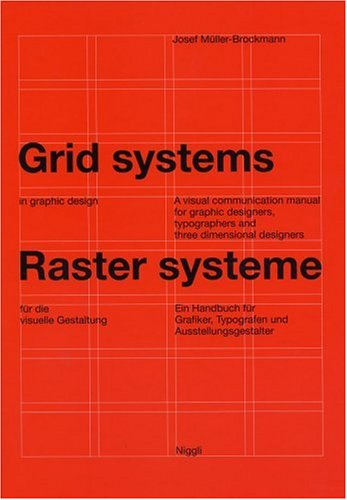 Josef Müller-Brockmann
Grid systems
in graphic design
A visual communication manual
for graphic designers,
typographers and
three dimensional designers
Raster systeme
für die
visuelle Gestaltung
Ein Handbuch für
Grafiker, Typografen und
Ausstellungsgestalter
Niggli